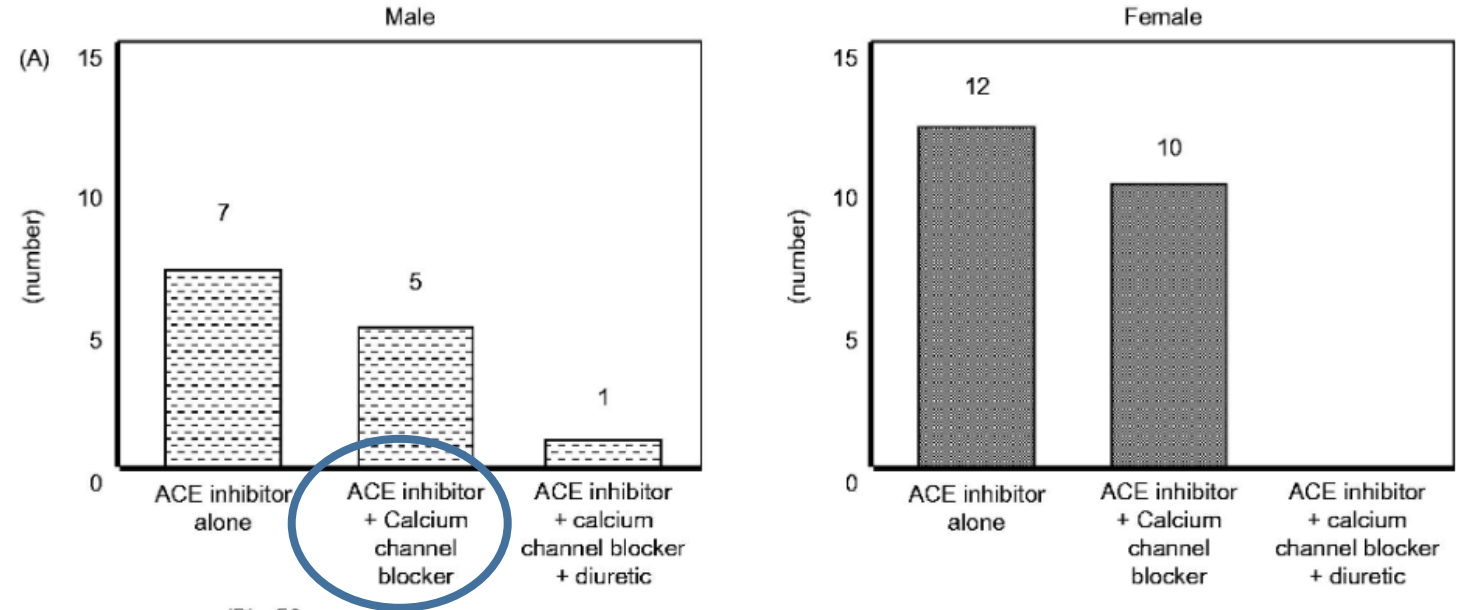 Male
(A)
15
10
5
0
(number)
7
5
1
ACE inhibitor
alone
ACE inhibitor
+ Calcium
channel
blocker
ACE inhibitor
+ calcium
channel blocker
+ diuretic
Female
15
10
5
0
(number)
12
10
ACE inhibitor
alone
ACE inhibitor
+ Calcium
channel
blocker
ACE inhibitor
+ calcium
channel blocker
+ diuretic